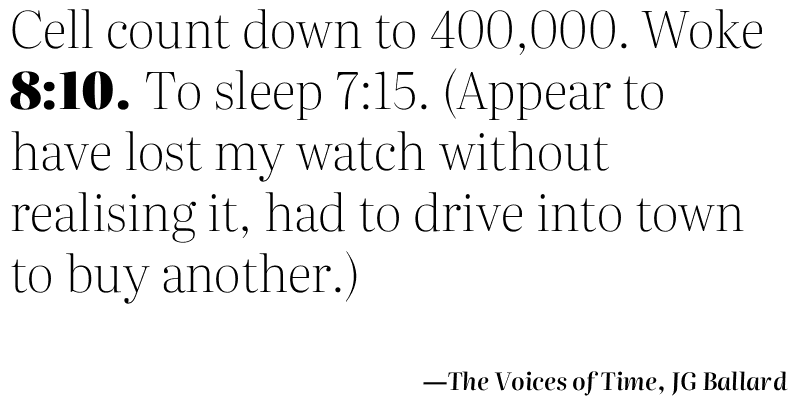 Cell count down to 400,000. Woke
8:10. To sleep 7:15. (Appear to
have lost my watch without
realising it, had to drive into town
to buy another.)
—The Voices of Time, JG Ballard